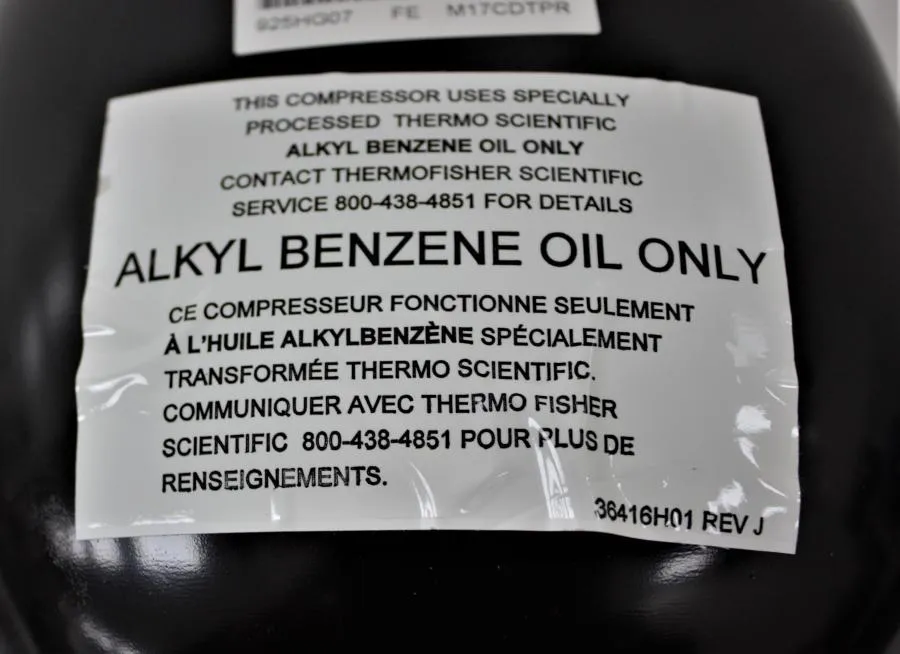 925HG07 FE M17CDTPR
THIS COMPRESSOR USES SPECIALLY
PROCESSED THERMO SCIENTIFIC
ALKYL BENZENE OIL ONLY
CONTACT THERMOFISHER SCIENTIFIC
SERVICE 800-438-4851 FOR DETAILS
ALKYL BENZENE OIL ONLY
CE COMPRESSEUR FONCTIONNE SEULEMENT
À L'HUILE ALKYLBENZÈNE SPÉCIALEMENT
TRANSFORMÉE THERMO SCIENTIFIC.
COMMUNIQUER AVEC THERMO FISHER
SCIENTIFIC 800-438-4851 POUR PLUS DE
RENSEIGNEMENTS.
36416H01 REV J